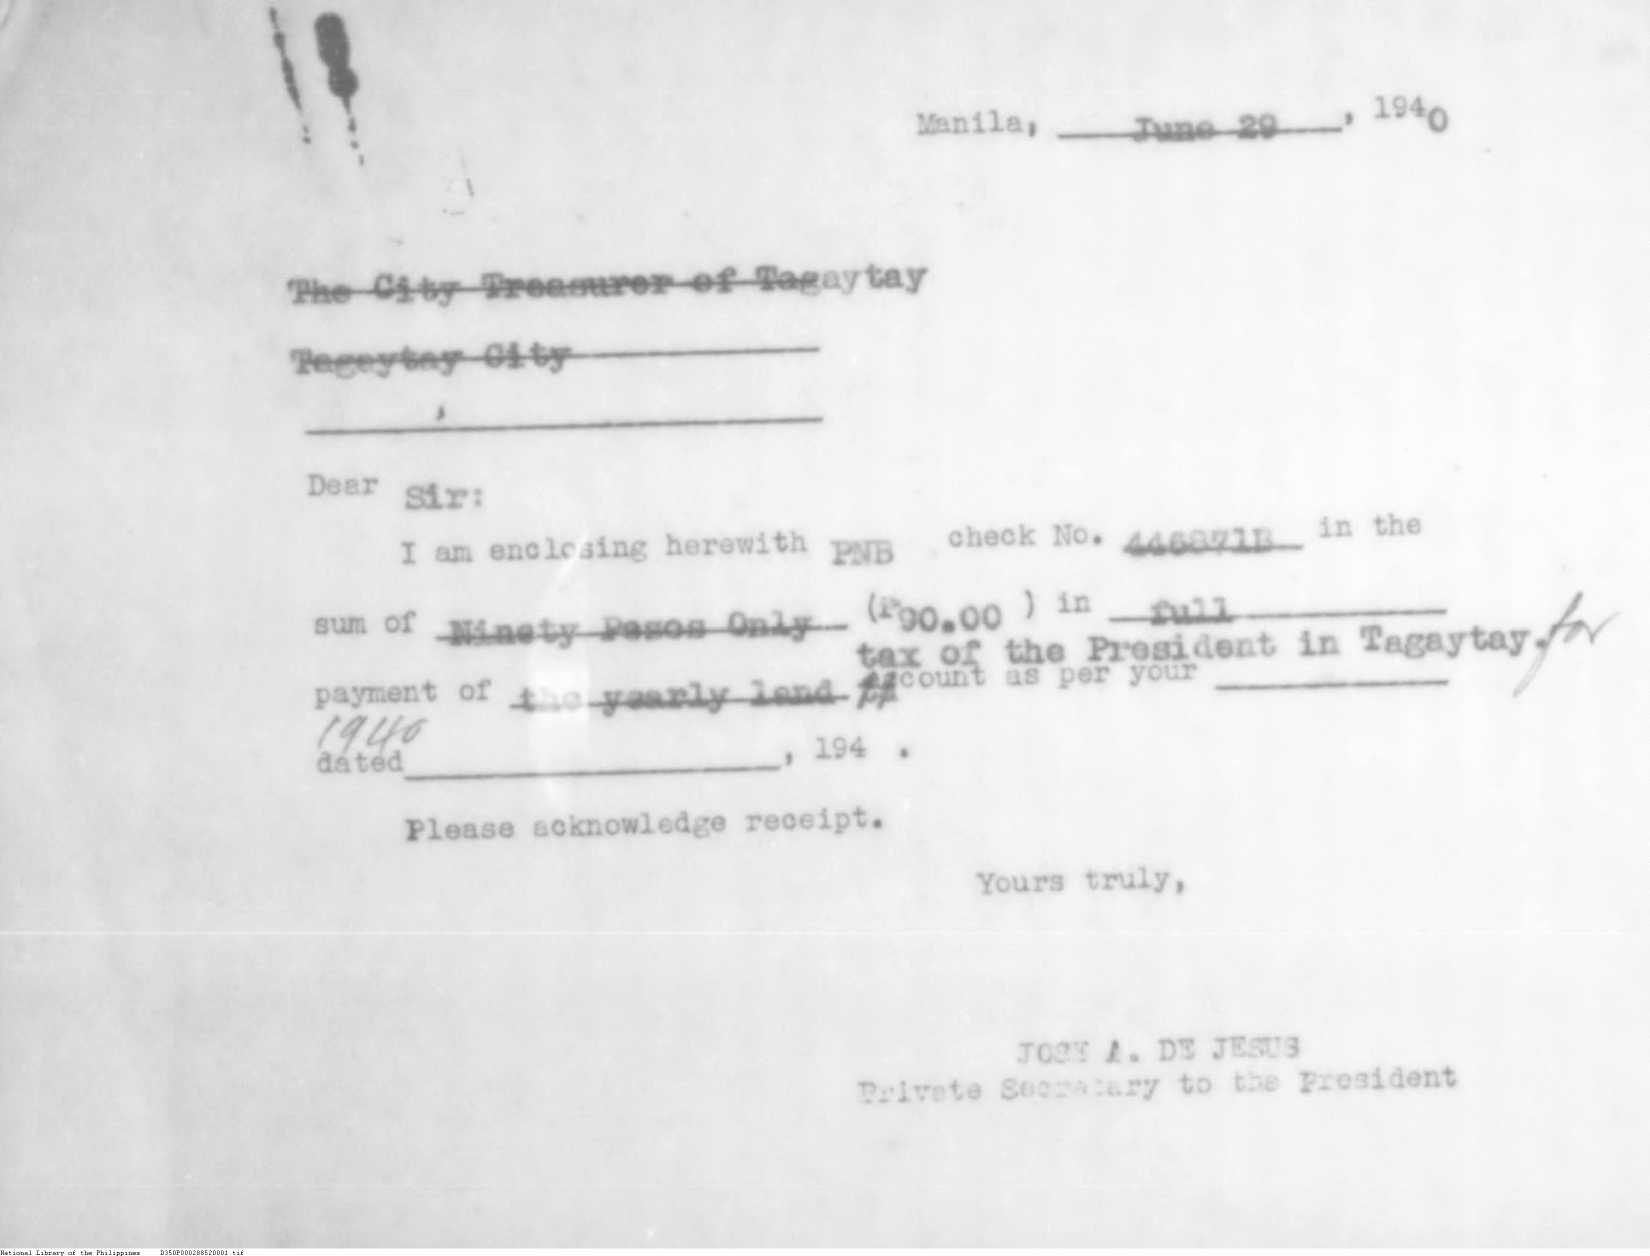 Manila, June 29, 1940
The City Treasurer of Tagaytay
Tagaytay City
,
Dear Sir:
I am enclosing herewith PNB check No. 446871B in the
sum of Ninety Pesos Only (₱90.00 ) in full
tax of the President in Tagaytay. for
payment of the yearly land account as per your
1940
dated , 194 .
Please acknowledge receipt.
Yours truly,
JOSE A. DE JESUS
Private Secretary to the President
National Library of the Philippines D350P000288520001.tif